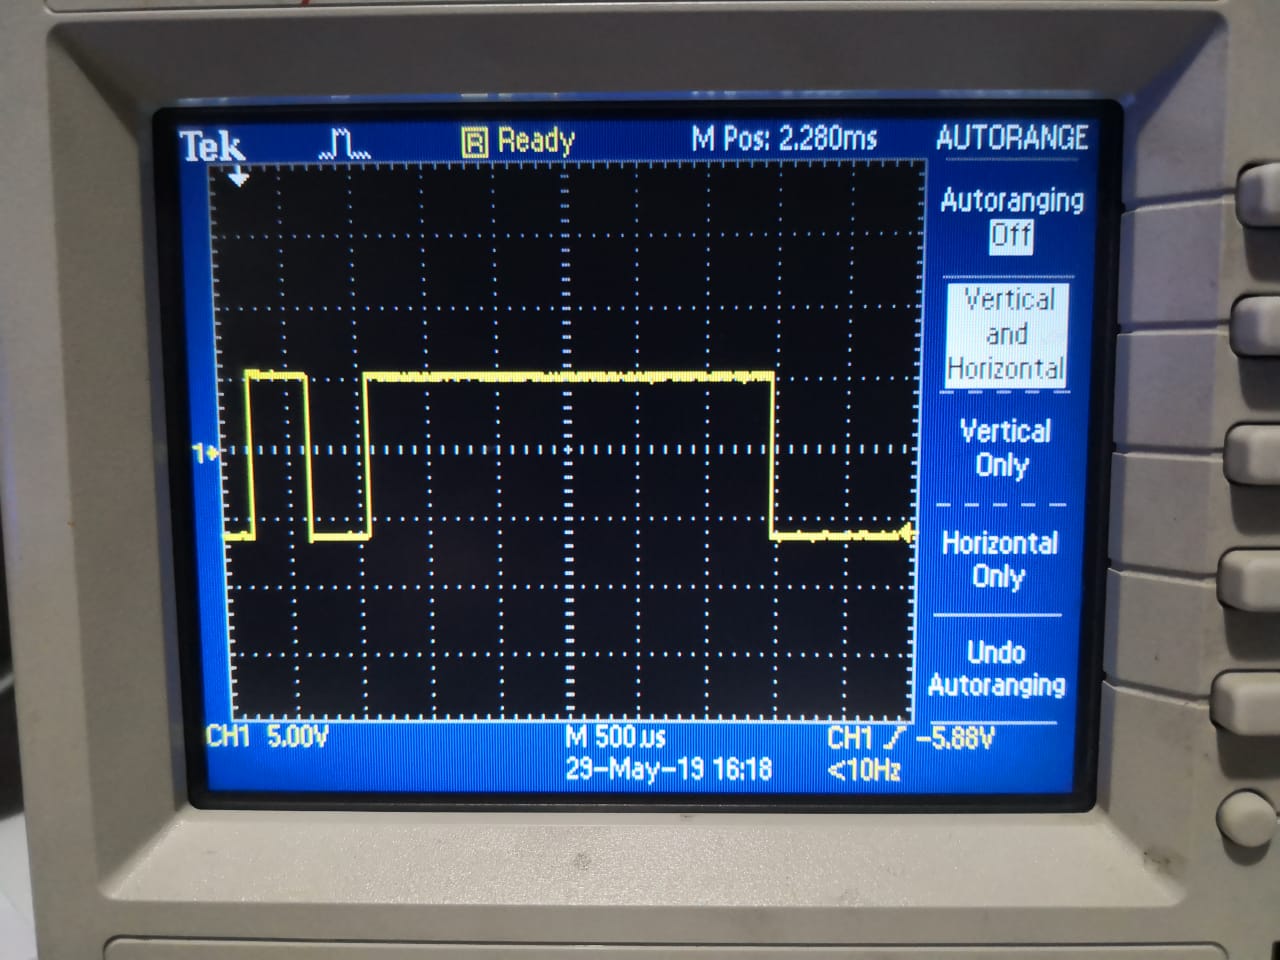 Tek R Ready M Pos: 2.280ms AUTORANGE
Autoranging
Off
Vertical
and
Horizontal
1
Vertical
Only
Horizontal
Only
Undo
Autoranging
CH1 5.00V M 500µs CH1 -5.88V
29-May-19 16:18 <10Hz